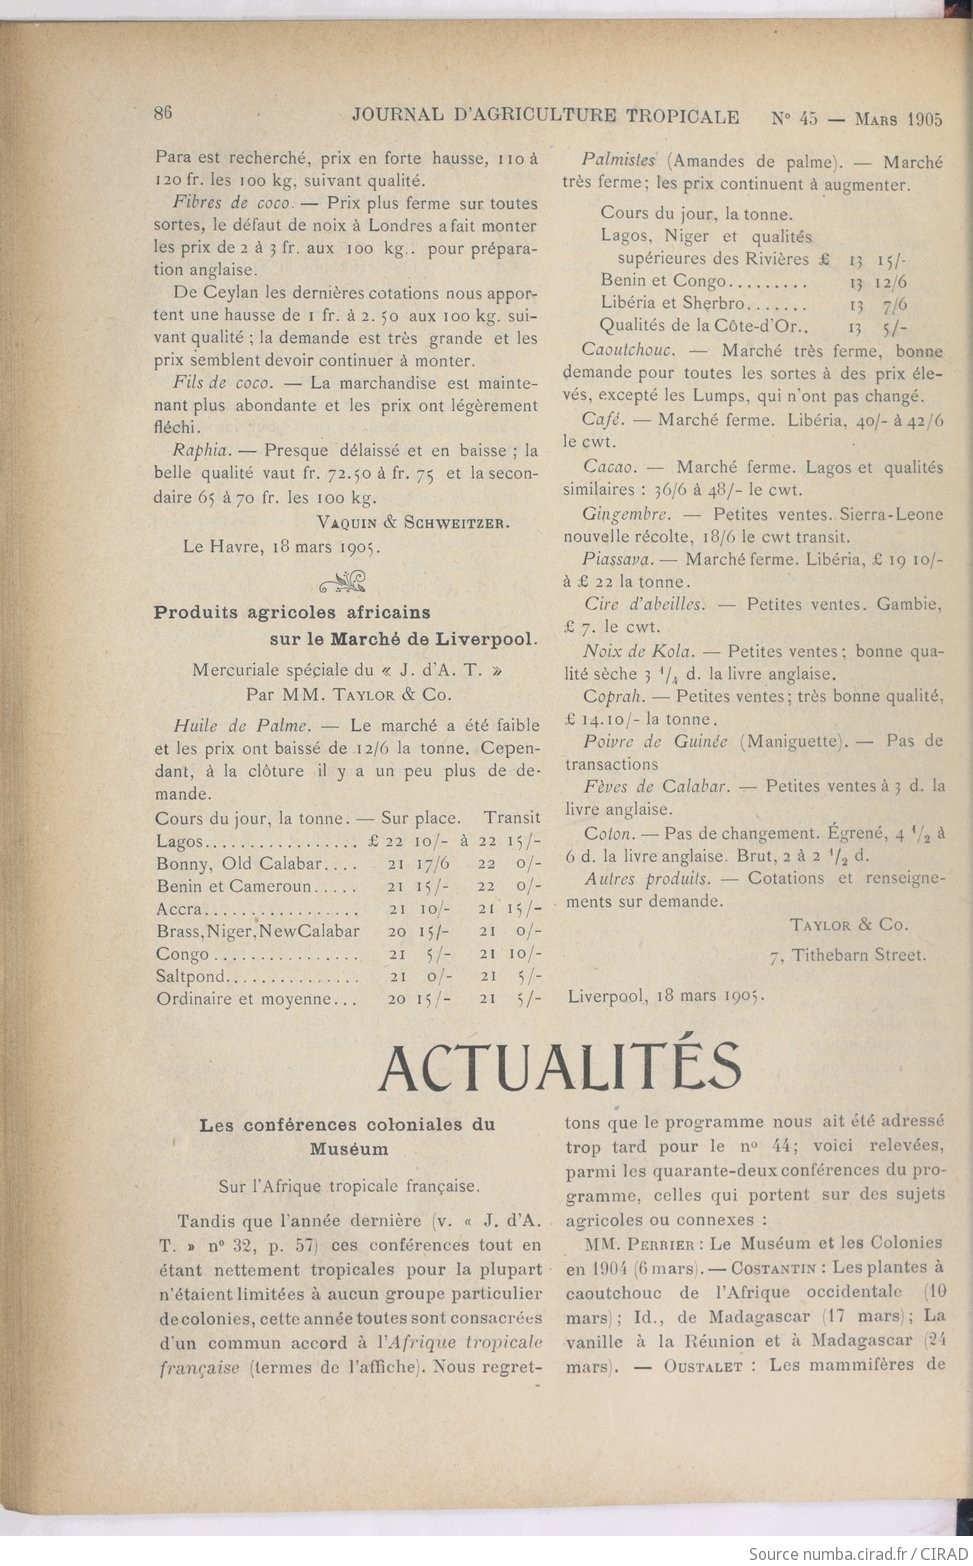 86
JOURNAL D'AGRICULTURE TROPICALE N° 45 — MARS 1905
Para est recherché, prix en forte hausse, 110 à
120 fr. les 100 kg, suivant qualité.
Fibres de coco. — Prix plus ferme sur toutes
sortes, le défaut de noix à Londres a fait monter
les prix de 2 à 3 fr. aux 100 kg.. pour prépara-
tion anglaise.
De Ceylan les dernières cotations nous appor-
tent une hausse de 1 fr. à 2.50 aux 100 kg. sui-
vant qualité ; la demande est très grande et les
prix semblent devoir continuer à monter.
Fils de coco. — La marchandise est mainte-
nant plus abondante et les prix ont légèrement
fléchi.
Raphia. — Presque délaissé et en baisse ; la
belle qualité vaut fr. 72.50 à fr. 75 et la secon-
daire 65 à 70 fr. les 100 kg.
VAQUIN & SCHWEITZER.
Le Havre, 18 mars 1905.
Produits agricoles africains
sur le Marché de Liverpool.
Mercuriale spéciale du « J. d'A. T. »
Par MM. TAYLOR & Co.
Huile de Palme. — Le marché a été faible
et les prix ont baissé de 12/6 la tonne. Cepen-
dant, à la clôture il y a un peu plus de de-
mande.
Cours du jour, la tonne. — Sur place. Transit
Lagos................. £ 22 10/- à 22 15/-
Bonny, Old Calabar.... 21 17/6 22 0/-
Benin et Cameroun..... 21 15/- 22 0/-
Accra................. 21 10/- 21 15/-
Brass, Niger, New Calabar 20 15/- 21 0/-
Congo ................ 21 5/- 21 10/-
Saltpond............... 21 0/- 21 5/-
Ordinaire et moyenne... 20 15/- 21 5/-
Palmistes (Amandes de palme). — Marché
très ferme; les prix continuent à augmenter.
Cours du jour, la tonne.
Lagos, Niger et qualités
supérieures des Rivières £ 13 15/-
Benin et Congo......... 13 12/6
Libéria et Sherbro....... 13 7/6
Qualités de la Côte-d'Or.. 13 5/-
Caoutchouc. — Marché très ferme, bonne
demande pour toutes les sortes à des prix éle-
vés, excepté les Lumps, qui n'ont pas changé.
Café. — Marché ferme. Libéria, 40/- à 42/6
le cwt.
Cacao. — Marché ferme. Lagos et qualités
similaires : 36/6 à 48/- le cwt.
Gingembre. — Petites ventes. Sierra-Leone
nouvelle récolte, 18/6 le cwt transit.
Piassava. — Marché ferme. Libéria, £ 19 10/-
à £ 22 la tonne.
Cire d'abeilles. — Petites ventes. Gambie,
£ 7. le cwt.
Noix de Kola. — Petites ventes ; bonne qua-
lité sèche 3 1/4 d. la livre anglaise.
Coprah. — Petites ventes; très bonne qualité,
£ 14.10/- la tonne.
Poivre de Guinée (Maniguette). — Pas de
transactions
Fèves de Calabar. — Petites ventes à 3 d. la
livre anglaise.
Coton. — Pas de changement. Égrené, 4 1/2 à
6 d. la livre anglaise. Brut, 2 à 2 1/2 d.
Autres produits. — Cotations et renseigne-
ments sur demande.
TAYLOR & Co.
7, Tithebarn Street.
Liverpool, 18 mars 1905.
ACTUALITÉS
Les conférences coloniales du
Muséum
Sur l'Afrique tropicale française.
Tandis que l'année dernière (v. « J. d'A.
T. » n° 32, p. 57) ces conférences tout en
étant nettement tropicales pour la plupart
n'étaient limitées à aucun groupe particulier
de colonies, cette année toutes sont consacrées
d'un commun accord à l'Afrique tropicale
française (termes de l'affiche). Nous regret-
tons que le programme nous ait été adressé
trop tard pour le n° 44; voici relevées,
parmi les quarante-deux conférences du pro-
gramme, celles qui portent sur des sujets
agricoles ou connexes :
MM. PERRIER : Le Muséum et les Colonies
en 1904 (6 mars). — COSTANTIN : Les plantes à
caoutchouc de l'Afrique occidentale (10
mars) ; Id., de Madagascar (17 mars) ; La
vanille à la Réunion et à Madagascar (24
mars). — OUSTALET : Les mammifères de
Source numba.cirad.fr / CIRAD